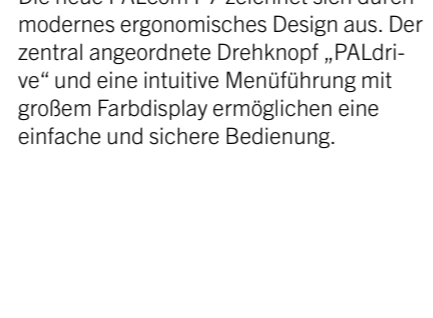 Die neue PALcom P7 zeichnet sich durch
modernes ergonomisches Design aus. Der
zentral angeordnete Drehknopf „PALdri-
ve“ und eine intuitive Menüführung mit
großem Farbdisplay ermöglichen eine
einfache und sichere Bedienung.